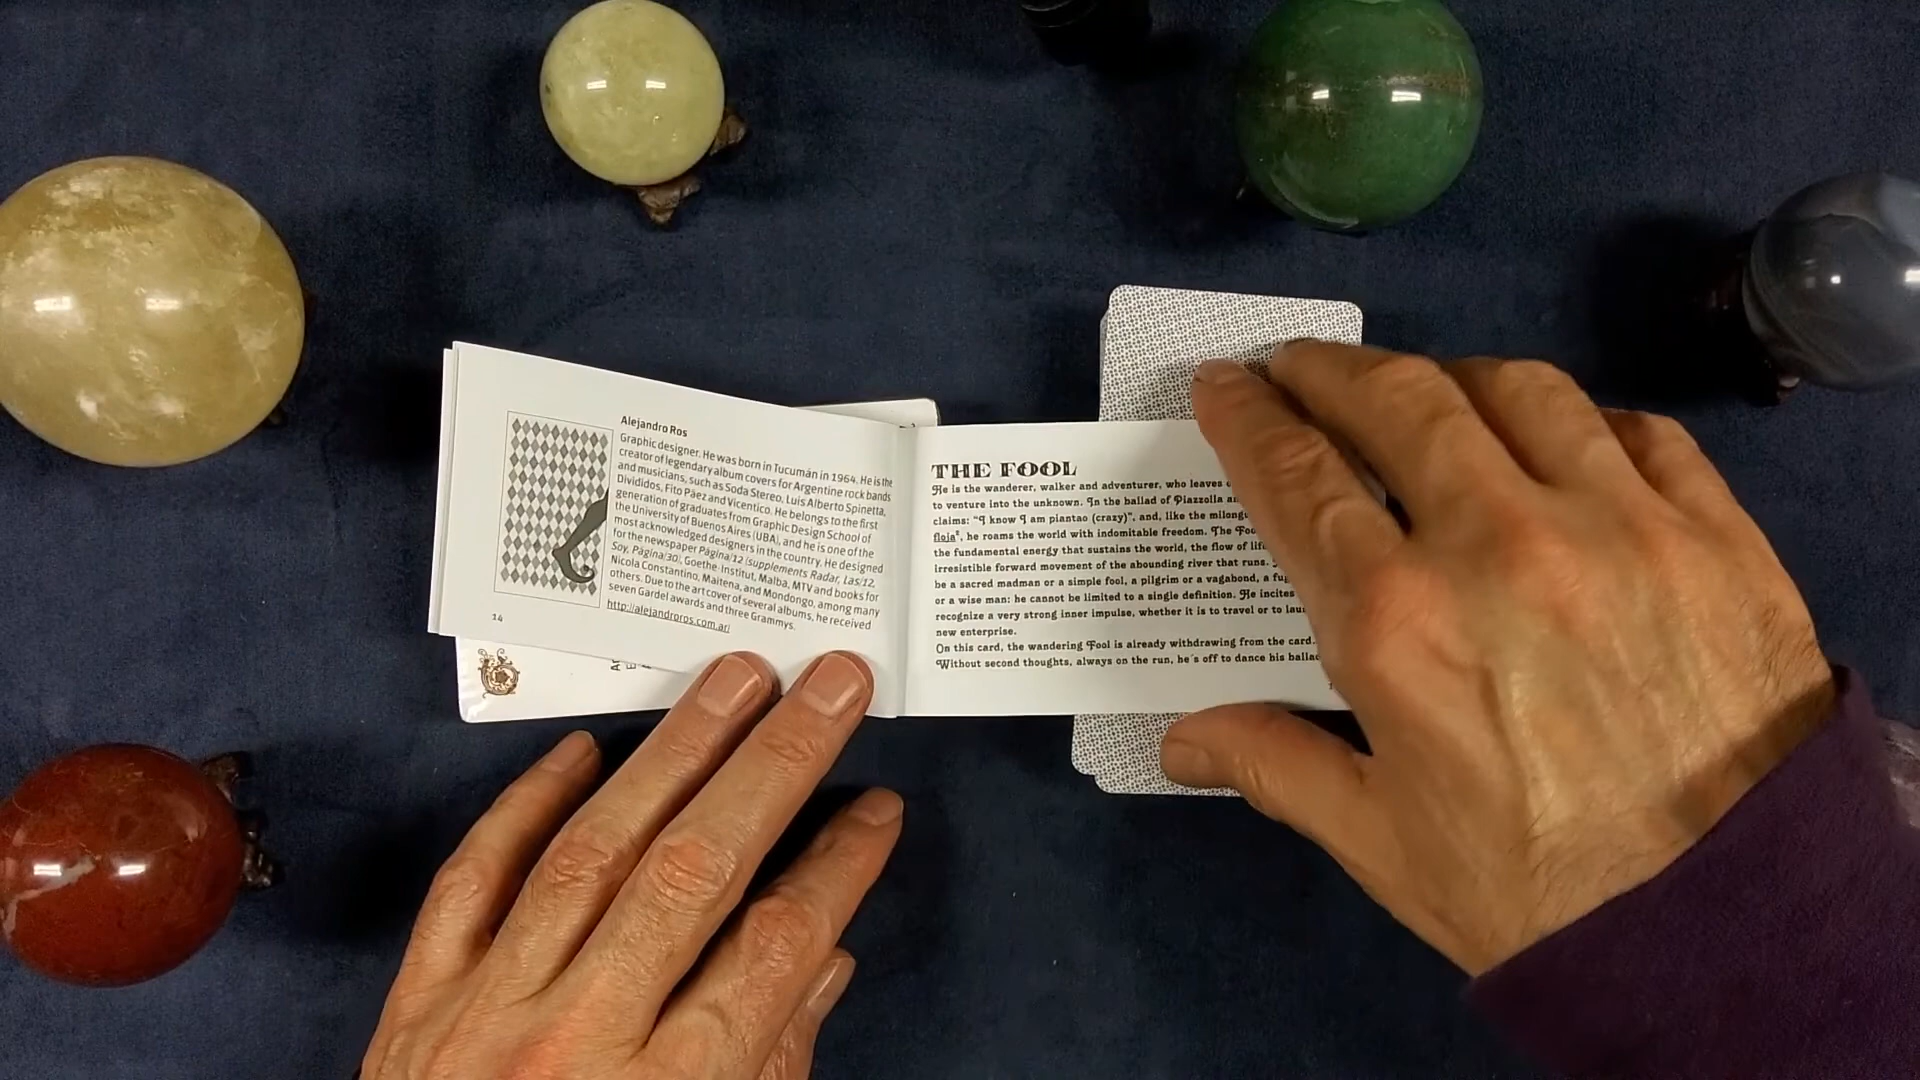 Alejandro Ros
Graphic designer. He was born in Tucumán in 1964. He is the
creator of legendary album covers for Argentine rock bands
and musicians, such as Soda Stereo, Luis Alberto Spinetta,
Divididos, Fito Páez and Vicentico. He belongs to the first
generation of graduates from Graphic Design School of
the University of Buenos Aires (UBA), and he is one of the
most acknowledged designers in the country. He designed
for the newspaper Página/12 (supplements Radar, Las/12,
Soy, Página/30), Goethe-Institut, Malba, MTV and books for
Nicola Constantino, Maitena, and Mondongo, among many
others. Due to the art cover of several albums, he received
seven Gardel awards and three Grammys.
http://alejandroros.com.ar/
14
THE FOOL
He is the wanderer, walker and adventurer, who leaves
to venture into the unknown. In the ballad of Piazzolla
claims: "I know I am piantao (crazy)", and, like the
floja, he roams the world with indomitable freedom. The
the fundamental energy that sustains the world, the flow of
irresistible forward movement of the abounding river that runs.
be a sacred madman or a simple fool, a pilgrim or a vagabond, a
or a wise man: he cannot be limited to a single definition. He incites
recognize a very strong inner impulse, whether it is to travel or to
new enterprise.
On this card, the wandering Fool is already withdrawing from the card.
Without second thoughts, always on the run, he's off to dance his